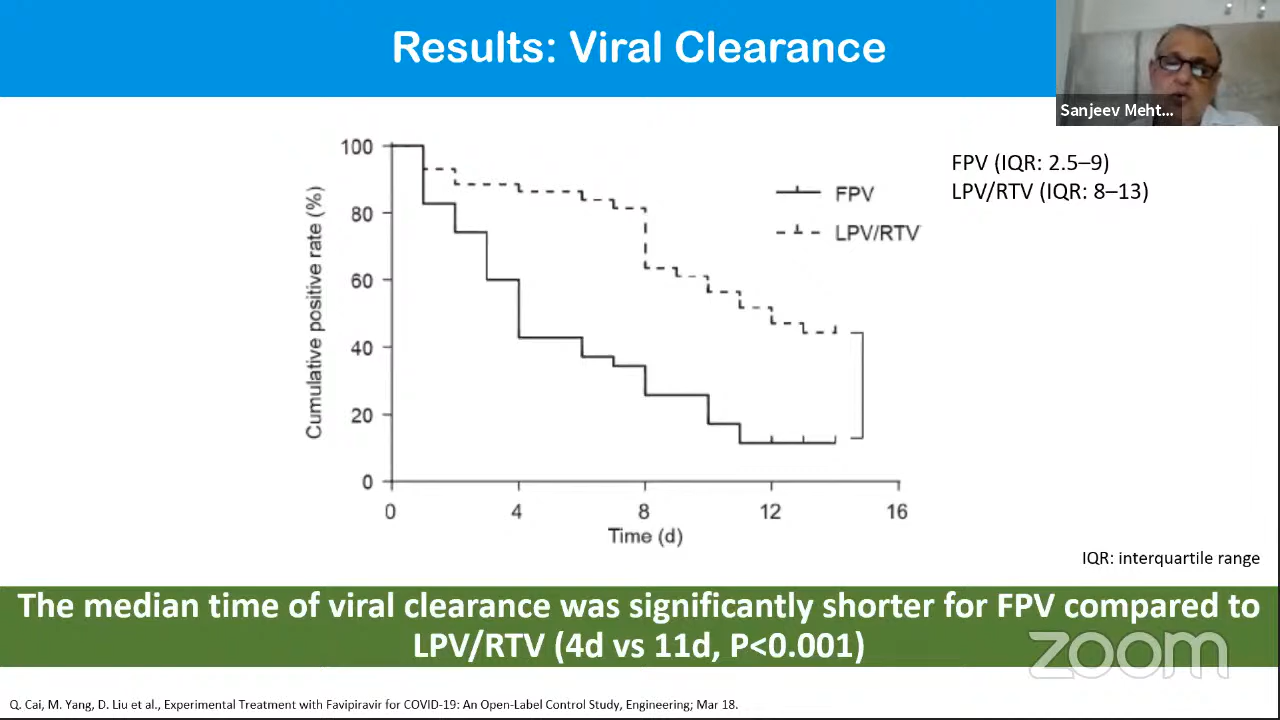 Results: Viral Clearance
Sanjeev Meht...
FPV (IQR: 2.5–9)
LPV/RTV (IQR: 8–13)
FPV
LPV/RTV
Cumulative positive rate (%)
100
80
60
40
20
0
0 4 8 12 16
Time (d)
IQR: interquartile range
The median time of viral clearance was significantly shorter for FPV compared to
LPV/RTV (4d vs 11d, P<0.001)
zoom
Q. Cai, M. Yang, D. Liu et al., Experimental Treatment with Favipiravir for COVID-19: An Open-Label Control Study, Engineering; Mar 18.